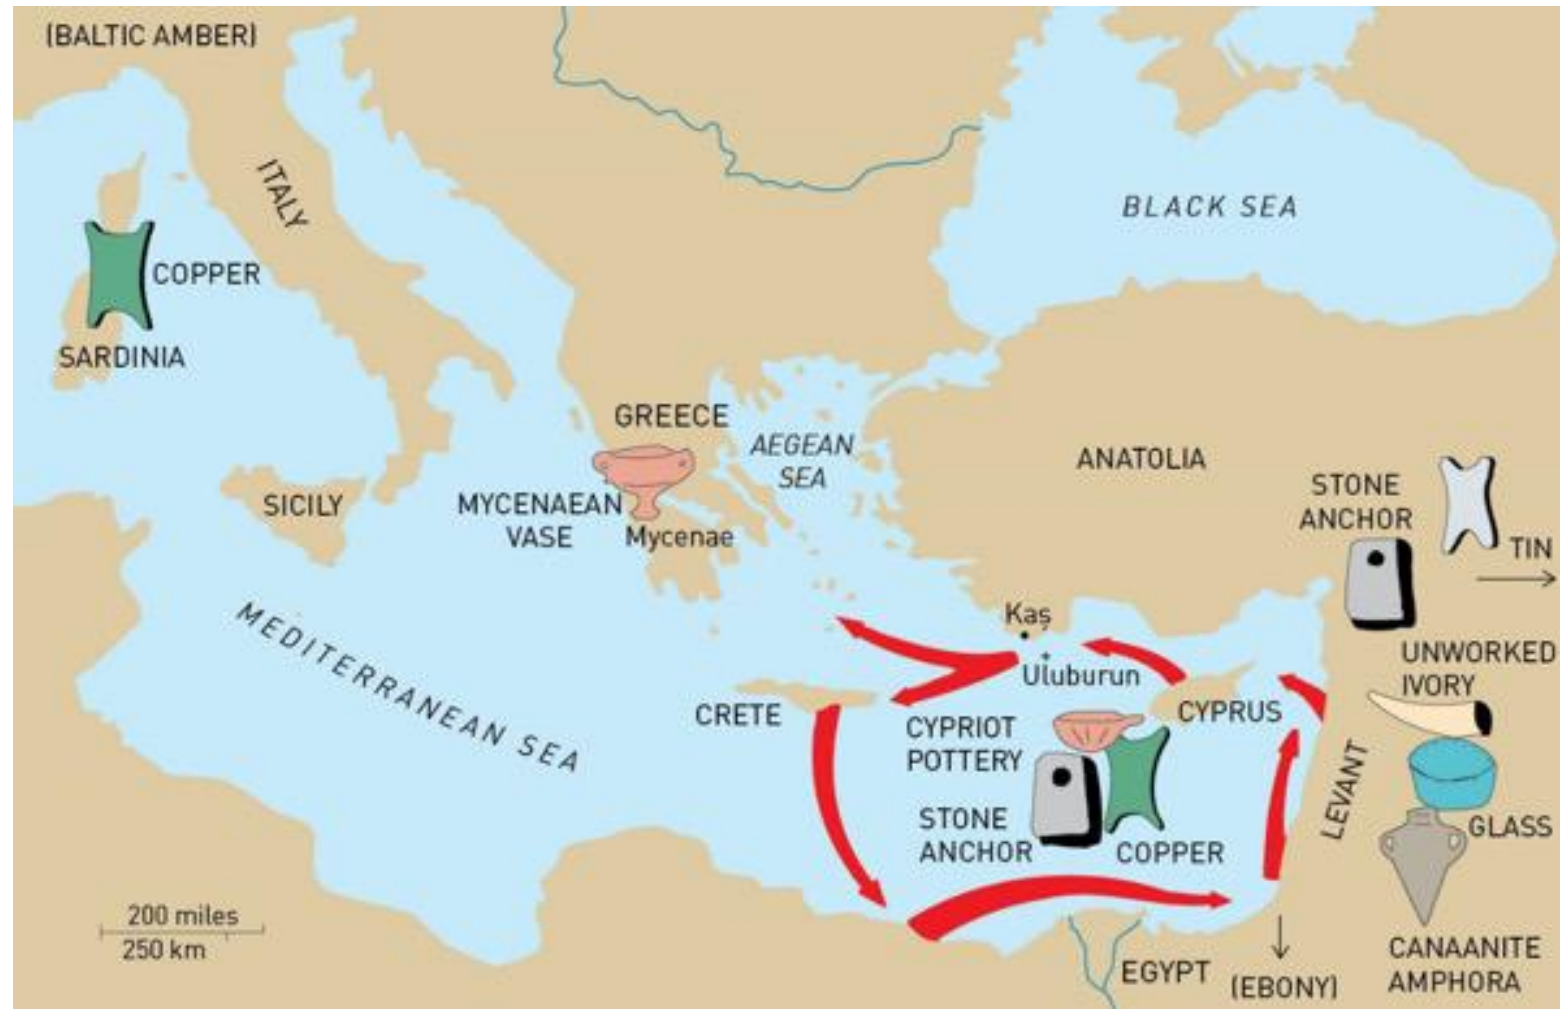 (BALTIC AMBER)
ITALY
BLACK SEA
COPPER
SARDINIA
GREECE
AEGEAN
SEA
ANATOLIA
STONE
ANCHOR
TIN
SICILY
MYCENAEAN
VASE
Mycenae
MEDITERRANEAN SEA
Kaş
Uluburun
UNWORKED
IVORY
CRETE
CYPRUS
CYPRIOT
POTTERY
LEVANT
STONE
ANCHOR
COPPER
GLASS
200 miles
250 km
EGYPT
(EBONY)
CANAANITE
AMPHORA